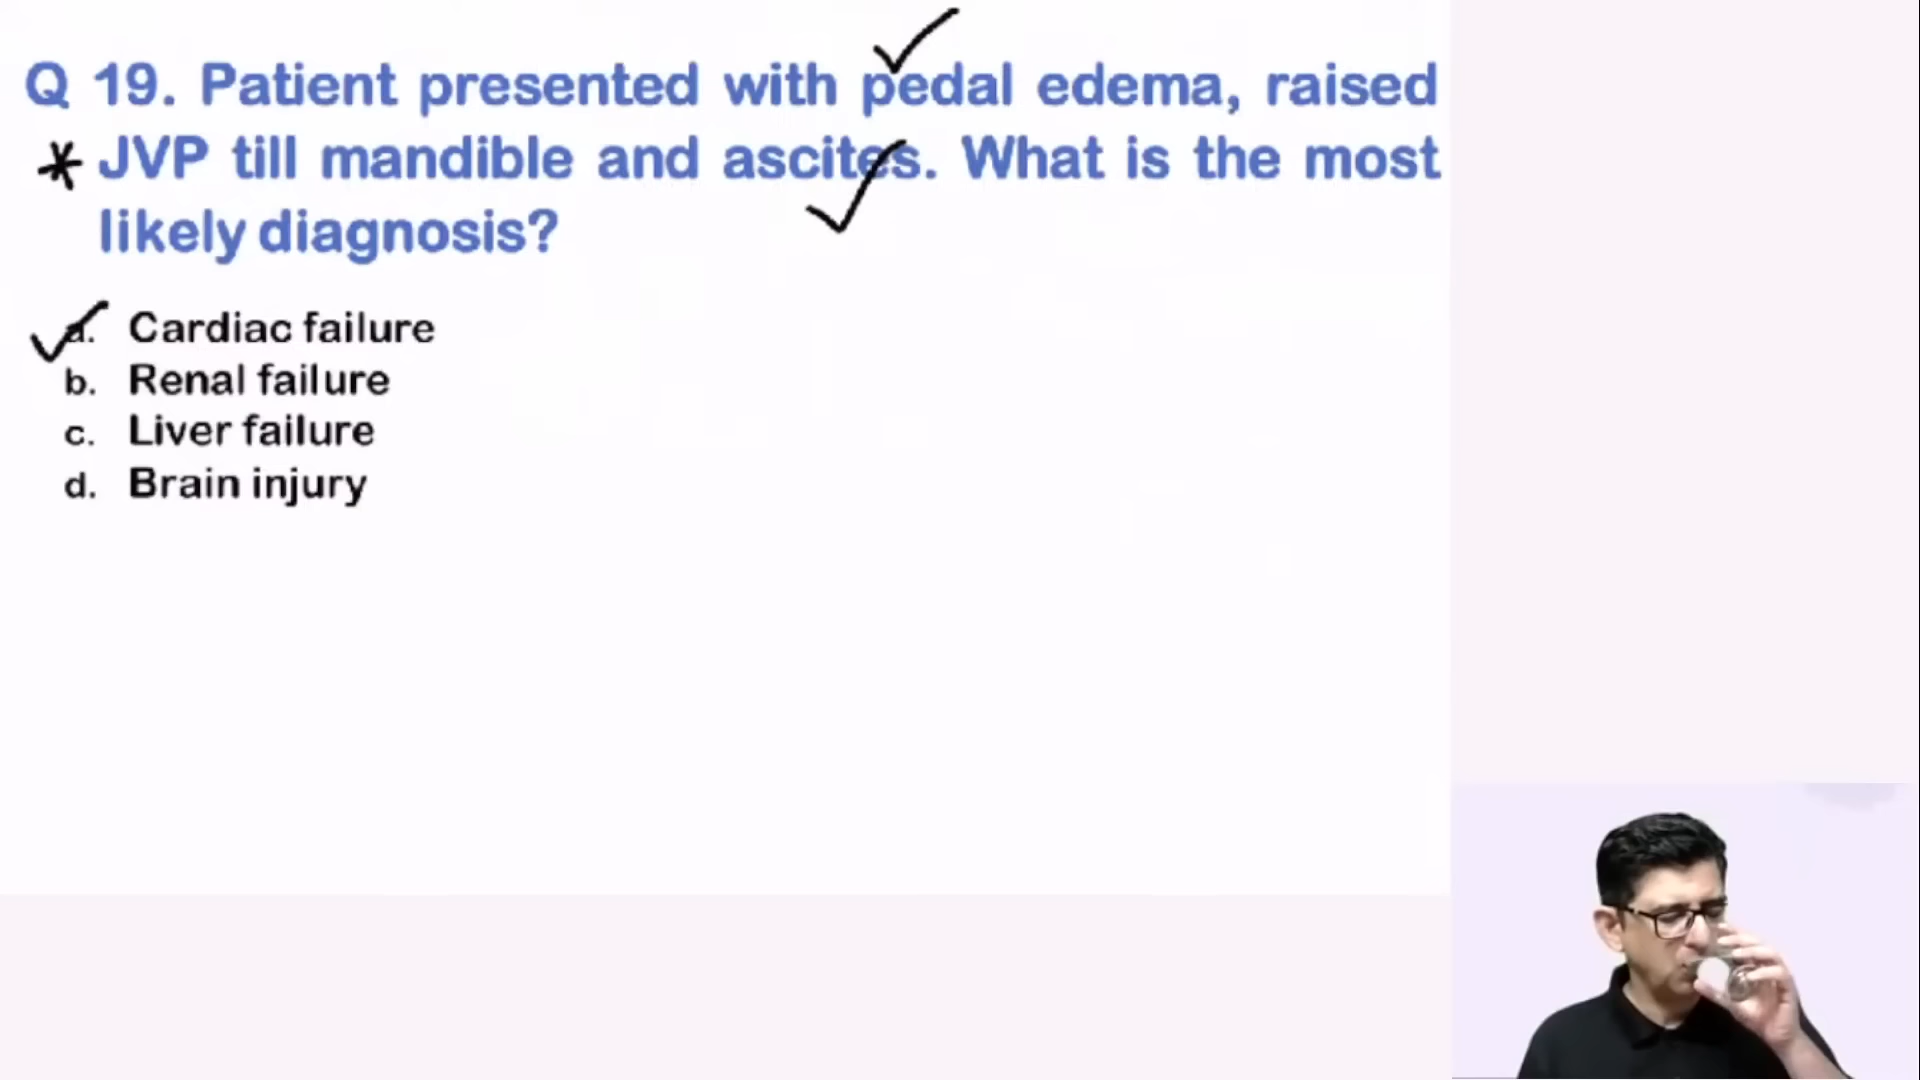 Q 19. Patient presented with pedal edema, raised
* JVP till mandible and ascites. What is the most
likely diagnosis?
a. Cardiac failure
b. Renal failure
c. Liver failure
d. Brain injury